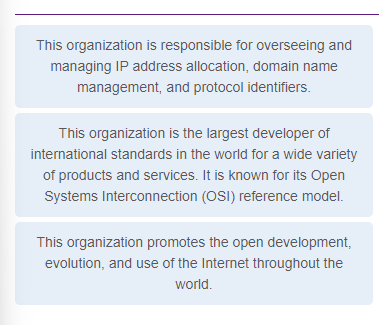 This organization is responsible for overseeing and
managing IP address allocation, domain name
management, and protocol identifiers.
This organization is the largest developer of
international standards in the world for a wide variety
of products and services. It is known for its Open
Systems Interconnection (OSI) reference model.
This organization promotes the open development,
evolution, and use of the Internet throughout the
world.